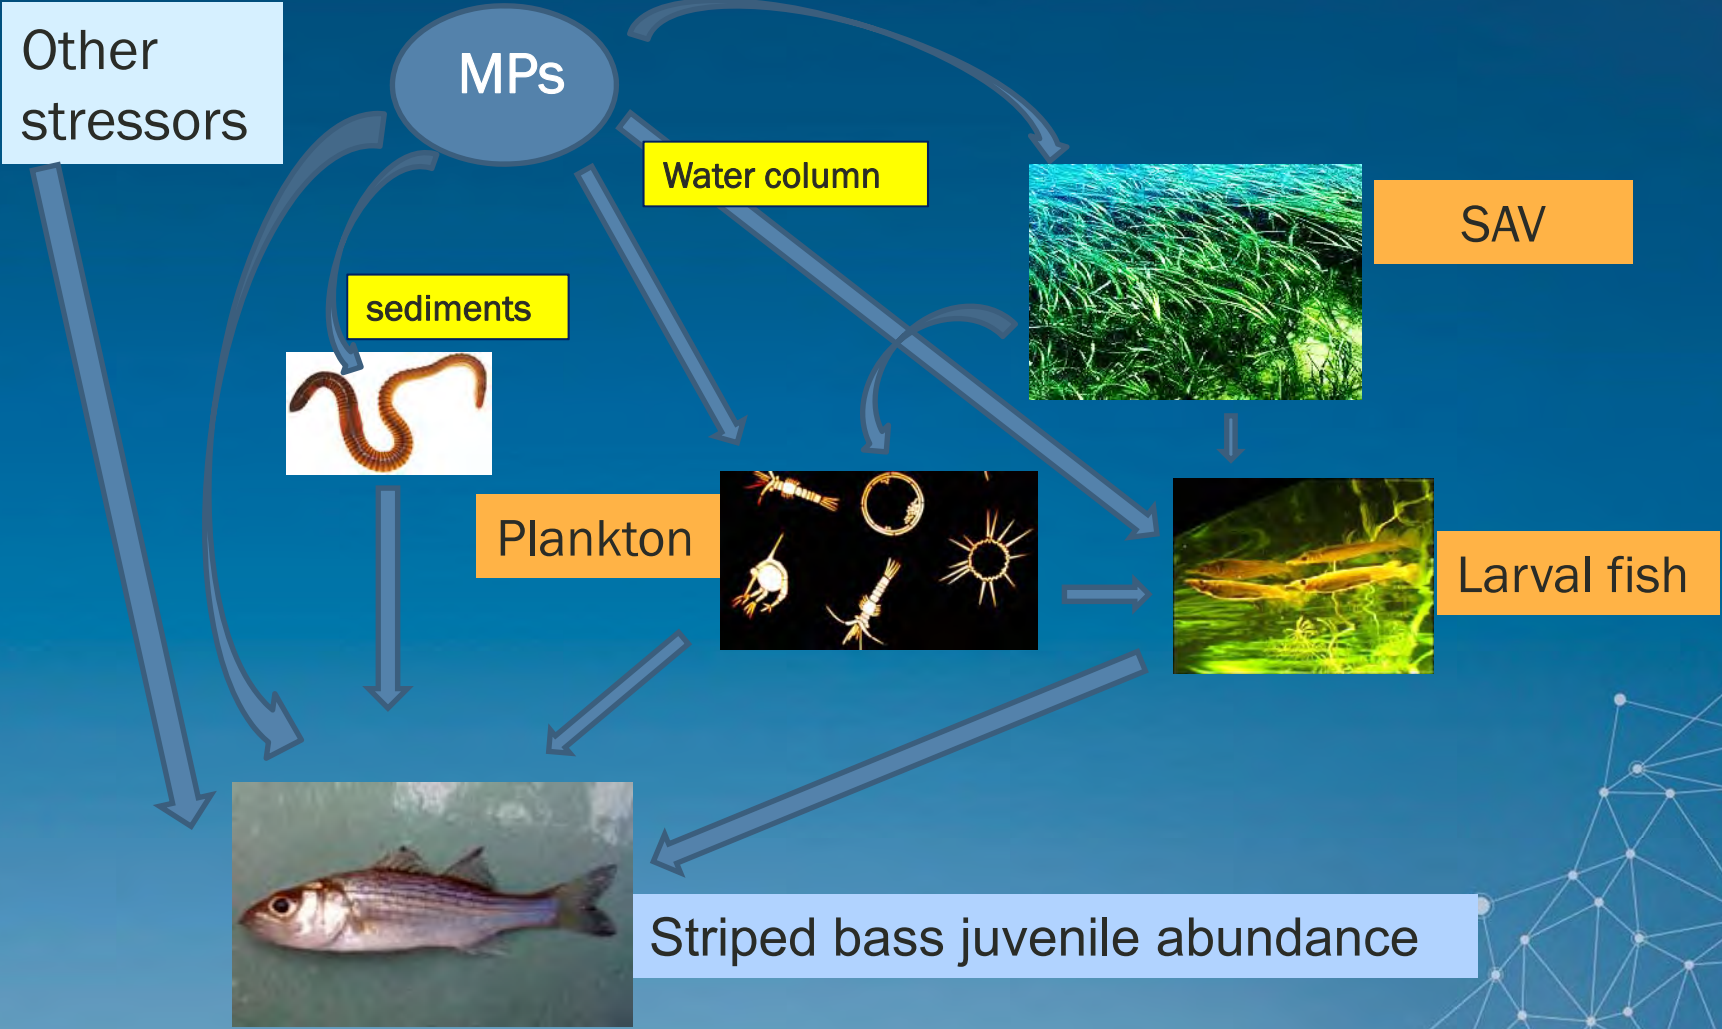 Other
stressors
MPs
Water column
SAV
sediments
Plankton
Larval fish
Striped bass juvenile abundance